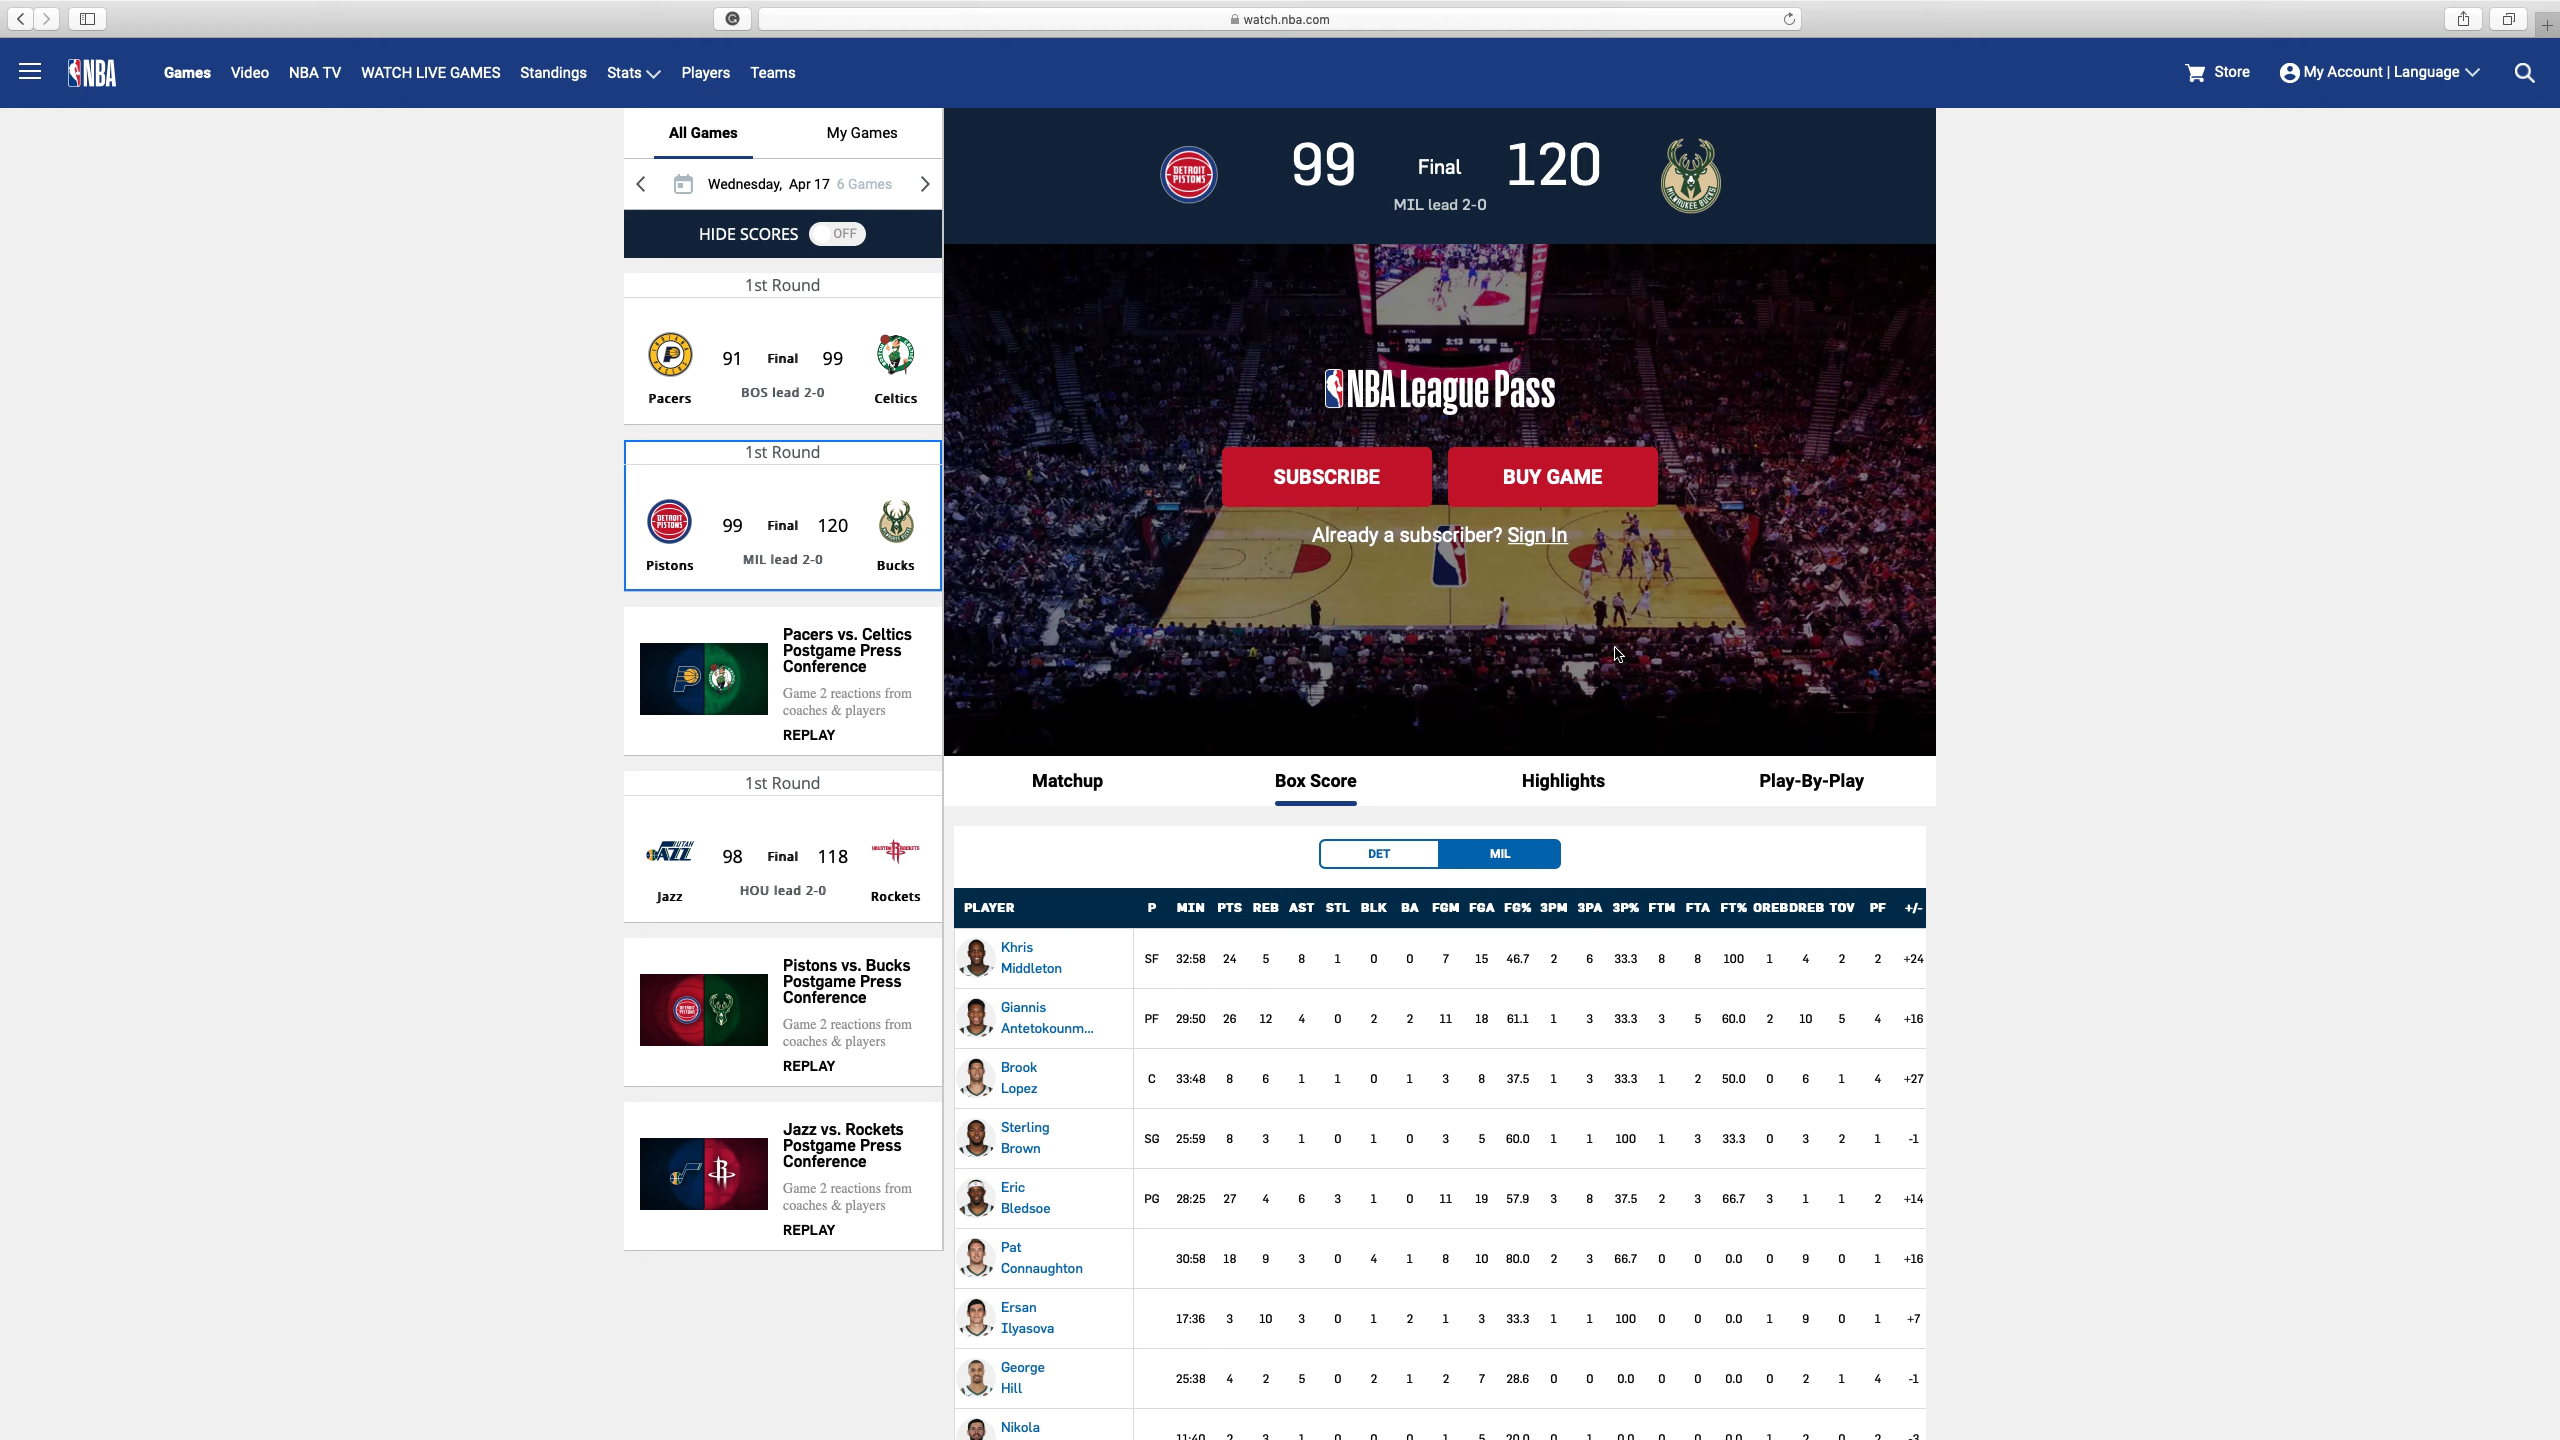 watch.nba.com
NBA
Games Video NBA TV WATCH LIVE GAMES Standings Stats Players Teams
Store My Account | Language
All Games My Games
Wednesday, Apr 17 6 Games
HIDE SCORES OFF
1st Round
91 Final 99
BOS lead 2-0
Pacers Celtics
1st Round
DETROIT PISTONS
99 Final 120
MIL lead 2-0
Pistons Bucks
Pacers vs. Celtics
Postgame Press
Conference
Game 2 reactions from
coaches & players
REPLAY
1st Round
UTAH JAZZ
98 Final 118
HOU lead 2-0
Jazz Rockets
Pistons vs. Bucks
Postgame Press
Conference
Game 2 reactions from
coaches & players
REPLAY
Jazz vs. Rockets
Postgame Press
Conference
Game 2 reactions from
coaches & players
REPLAY
DETROIT PISTONS 99 Final 120 MILWAUKEE BUCKS
MIL lead 2-0
NBA League Pass
SUBSCRIBE BUY GAME
Already a subscriber? Sign In
Matchup Box Score Highlights Play-By-Play
DET MIL
PLAYER P MIN PTS REB AST STL BLK BA FGM FGA FG% 3PM 3PA 3P% FTM FTA FT% OREB DREB TOV PF +/-
Khris
Middleton SF 32:58 24 5 8 1 0 0 7 15 46.7 2 6 33.3 8 8 100 1 4 2 2 +24
Giannis
Antetokounm... PF 29:50 26 12 4 0 2 2 11 18 61.1 1 3 33.3 3 5 60.0 2 10 5 4 +16
Brook
Lopez C 33:48 8 6 1 1 0 1 3 8 37.5 1 3 33.3 1 2 50.0 0 6 1 4 +27
Sterling
Brown SG 25:59 8 3 1 0 1 0 3 5 60.0 1 1 100 1 3 33.3 0 3 2 1 -1
Eric
Bledsoe PG 28:25 27 4 6 3 1 0 11 19 57.9 3 8 37.5 2 3 66.7 3 1 1 2 +14
Pat
Connaughton 30:58 18 9 3 0 4 1 8 10 80.0 2 3 66.7 0 0 0.0 0 9 0 1 +16
Ersan
Ilyasova 17:36 3 10 3 0 1 2 1 3 33.3 1 1 100 0 0 0.0 1 9 0 1 +7
George
Hill 25:38 4 2 5 0 2 1 2 7 28.6 0 0 0.0 0 0 0.0 0 2 1 4 -1
Nikola